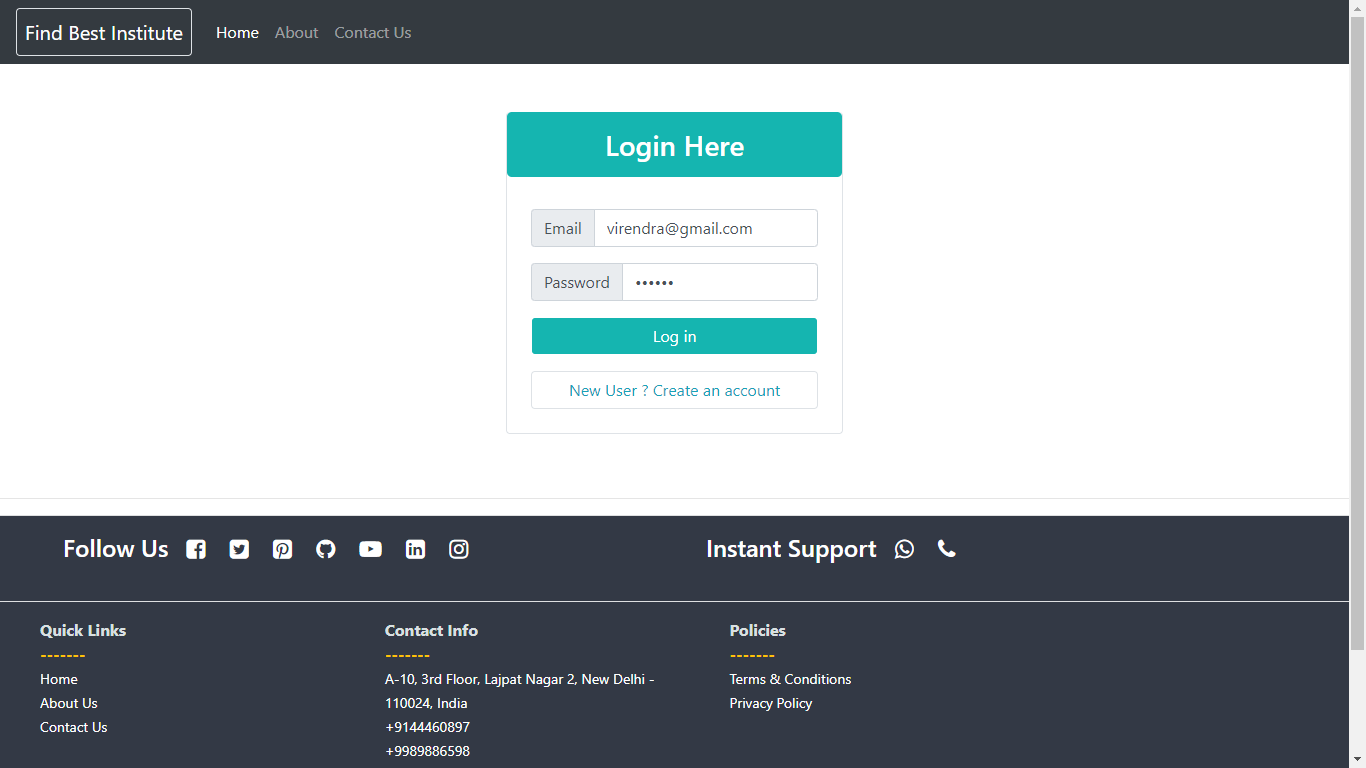 Find Best Institute Home About Contact Us
Login Here
Email virendra@gmail.com
Password ••••••
Log in
New User ? Create an account
Follow Us
Instant Support
Quick Links
-------
Home
About Us
Contact Us
Contact Info
-------
A-10, 3rd Floor, Lajpat Nagar 2, New Delhi -
110024, India
+9144460897
+9989886598
Policies
-------
Terms & Conditions
Privacy Policy